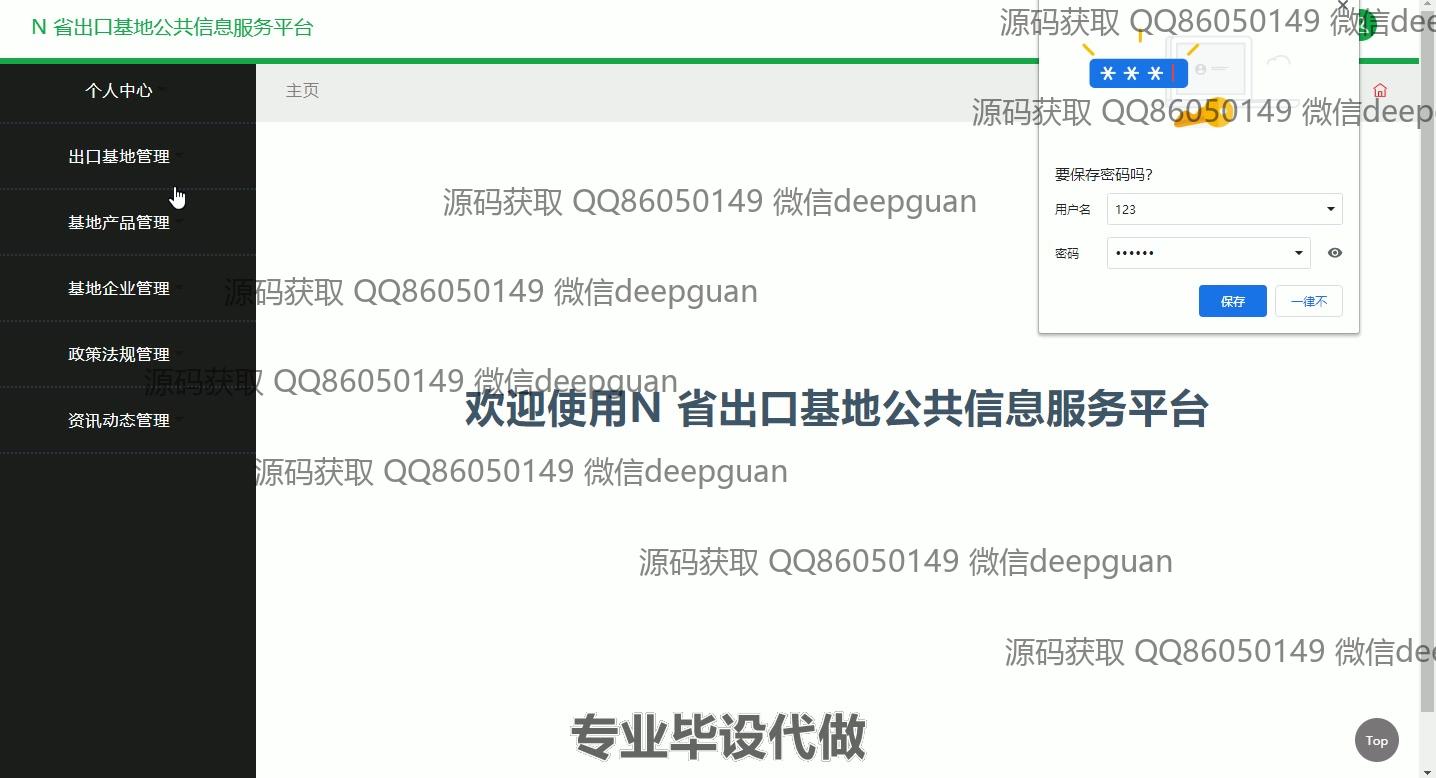 N 省出口基地公共信息服务平台
源码获取 QQ86050149 微信dee
个人中心
主页
源码获取 QQ86050149 微信deep
出口基地管理
要保存密码吗?
用户名
123
源码获取 QQ86050149 微信deepguan
基地产品管理
密码
••••••
基地企业管理
源码获取 QQ86050149 微信deepguan
保存
一律不
政策法规管理
源码获取 QQ86050149 微信deepguan
欢迎使用N 省出口基地公共信息服务平台
资讯动态管理
源码获取 QQ86050149 微信deepguan
源码获取 QQ86050149 微信deepguan
源码获取 QQ86050149 微信dee
专业毕设代做
Top